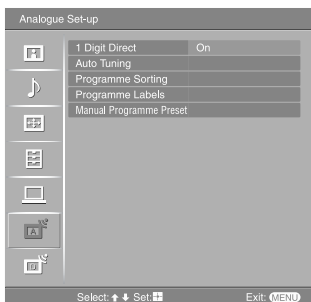 Analogue Set-up
1 Digit Direct On
Auto Tuning
Programme Sorting
Programme Labels
Manual Programme Preset
A
D
Select: Set: Exit: MENU